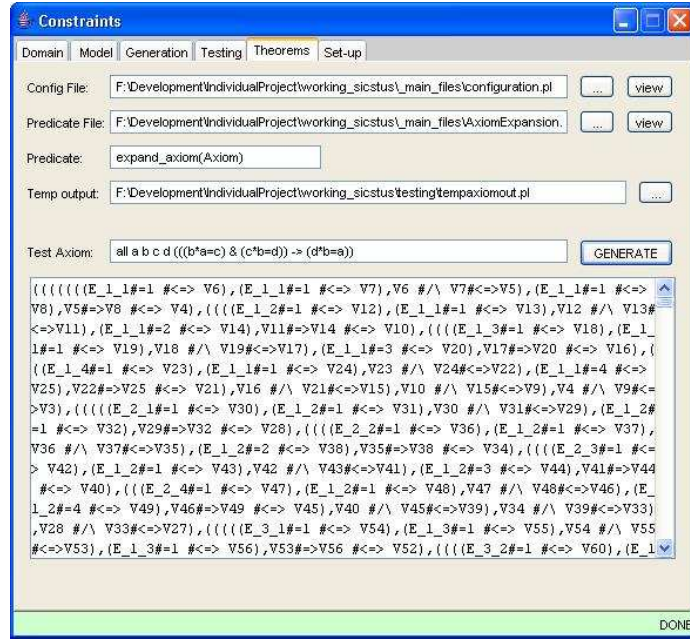 Constraints
Domain Model Generation Testing Theorems Set-up
Config File: F:\Development\IndividualProject\working_sicstus\_main_files\configuration.pl ... view
Predicate File: F:\Development\IndividualProject\working_sicstus\_main_files\AxiomExpansion. ... view
Predicate: expand_axiom(Axiom)
Temp output: F:\Development\IndividualProject\working_sicstus\testing\tempaxiomout.pl ...
Test Axiom: all a b c d (((b*a=c) & (c*b=d)) -> (d*b=a)) GENERATE
(((((((E_1_1#=1 #<=> V6),(E_1_1#=1 #<=> V7),V6 #/\ V7#<=>V5),(E_1_1#=1 #<=>
V8),V5#=>V8 #<=> V4),((((E_1_2#=1 #<=> V12),(E_1_1#=1 #<=> V13),V12 #/\ V13#
<=>V11),(E_1_1#=2 #<=> V14),V11#=>V14 #<=> V10),((((E_1_3#=1 #<=> V18),(E_1_
1#=1 #<=> V19),V18 #/\ V19#<=>V17),(E_1_1#=3 #<=> V20),V17#=>V20 #<=> V16),(
((E_1_4#=1 #<=> V23),(E_1_1#=1 #<=> V24),V23 #/\ V24#<=>V22),(E_1_1#=4 #<=>
V25),V22#=>V25 #<=> V21),V16 #/\ V21#<=>V15),V10 #/\ V15#<=>V9),V4 #/\ V9#<=
>V3),(((((E_2_1#=1 #<=> V30),(E_1_2#=1 #<=> V31),V30 #/\ V31#<=>V29),(E_1_2#
=1 #<=> V32),V29#=>V32 #<=> V28),((((E_2_2#=1 #<=> V36),(E_1_2#=1 #<=> V37),
V36 #/\ V37#<=>V35),(E_1_2#=2 #<=> V38),V35#=>V38 #<=> V34),((((E_2_3#=1 #<=
> V42),(E_1_2#=1 #<=> V43),V42 #/\ V43#<=>V41),(E_1_2#=3 #<=> V44),V41#=>V44
#<=> V40),(((E_2_4#=1 #<=> V47),(E_1_2#=1 #<=> V48),V47 #/\ V48#<=>V46),(E_
1_2#=4 #<=> V49),V46#=>V49 #<=> V45),V40 #/\ V45#<=>V39),V34 #/\ V39#<=>V33)
,V28 #/\ V33#<=>V27),(((((E_3_1#=1 #<=> V54),(E_1_3#=1 #<=> V55),V54 #/\ V55
#<=>V53),(E_1_3#=1 #<=> V56),V53#=>V56 #<=> V52),((((E_3_2#=1 #<=> V60),(E_1
DONE